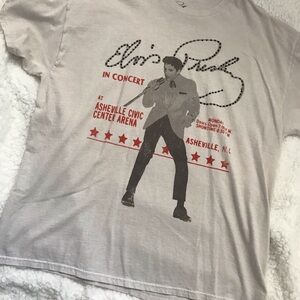 Elvis Presley
IN CONCERT
AT
ASHEVILLE CIVIC
CENTER ARENA
ASHEVILLE, N.C